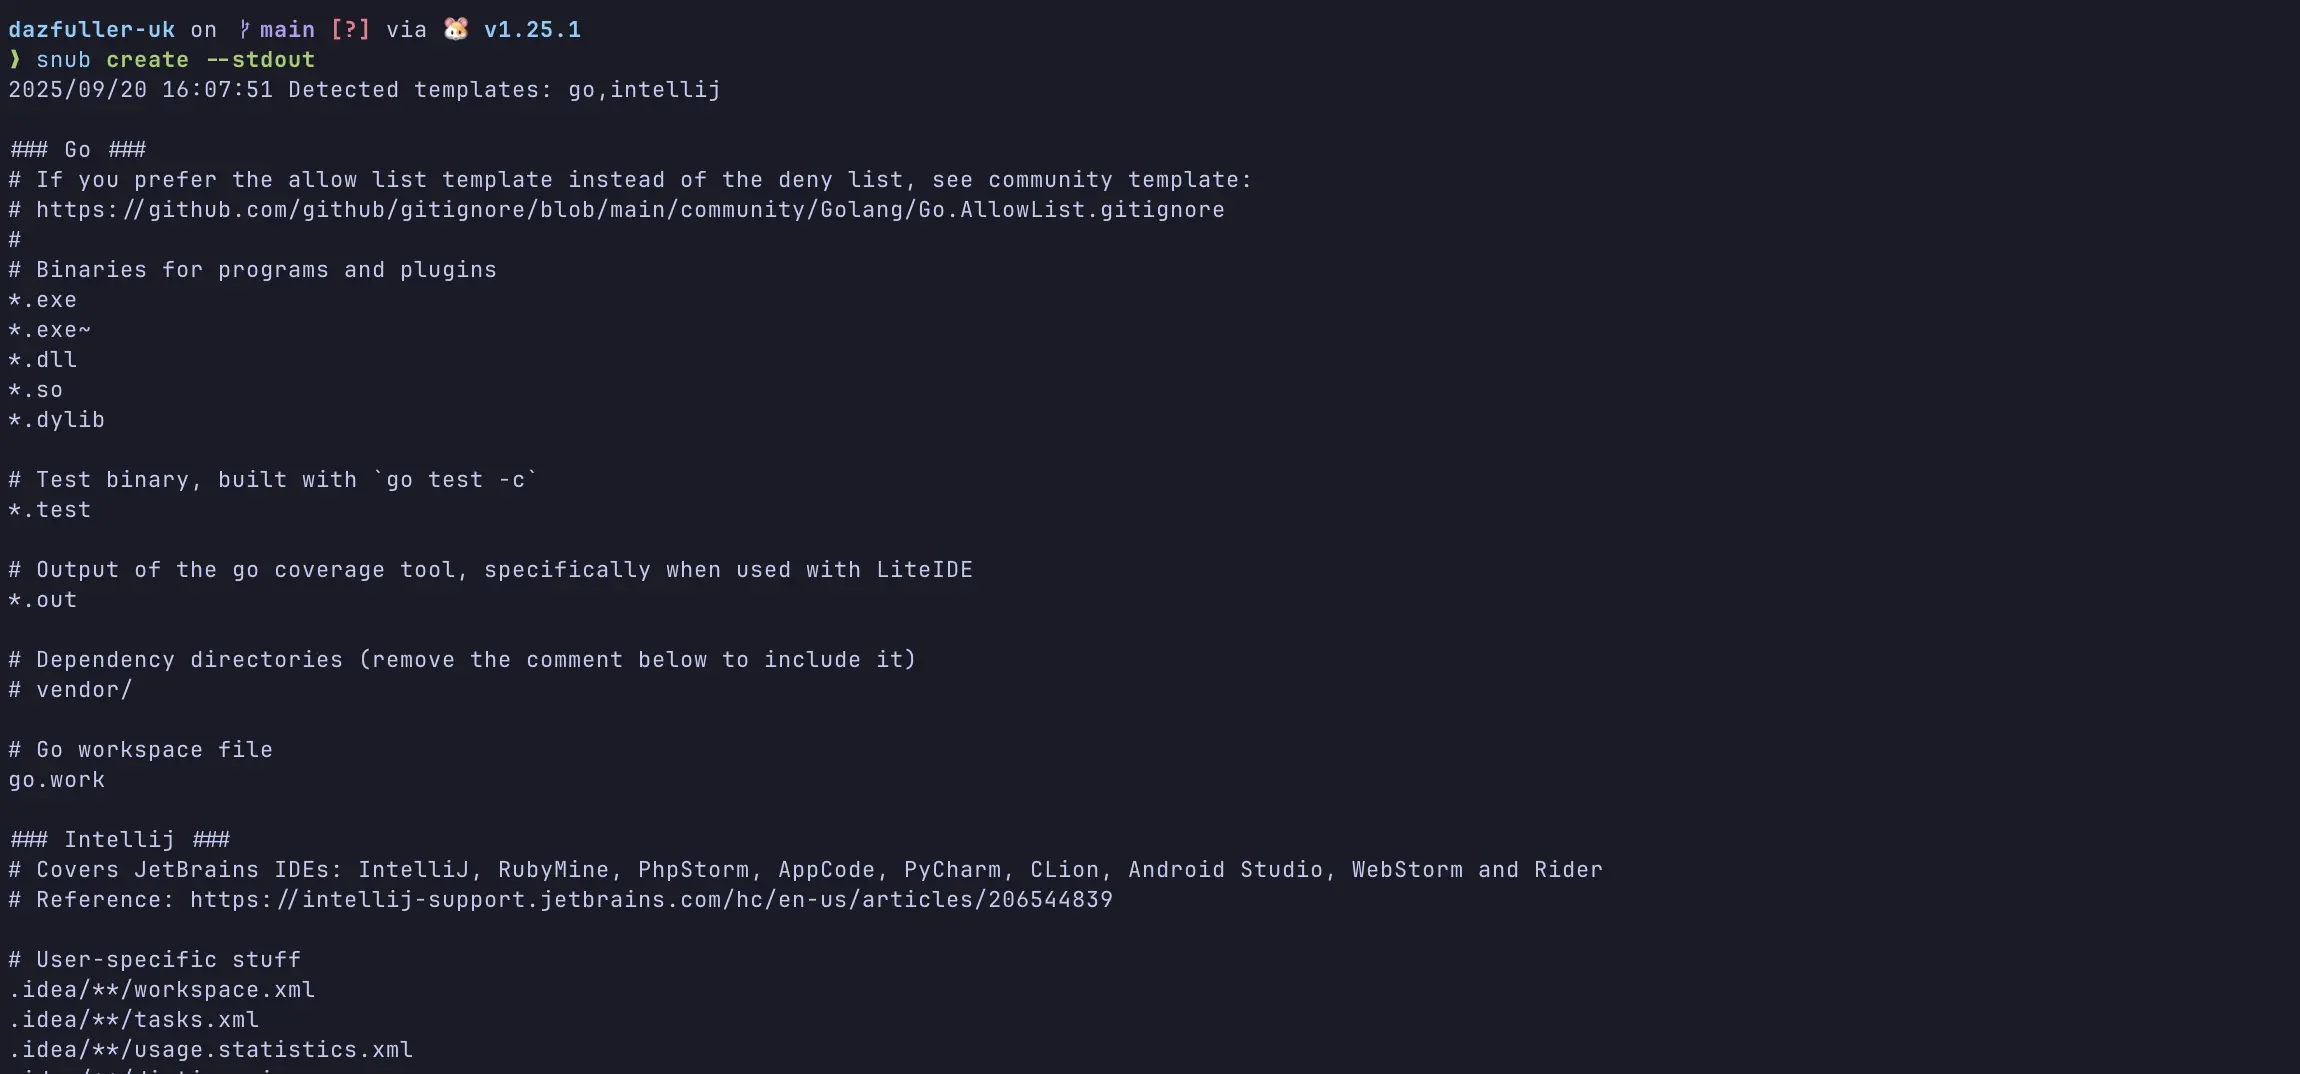 dazfuller-uk on main [?] via 🐹 v1.25.1
❱ snub create --stdout
2025/09/20 16:07:51 Detected templates: go,intellij

### Go ###
# If you prefer the allow list template instead of the deny list, see community template:
# https://github.com/github/gitignore/blob/main/community/Golang/Go.AllowList.gitignore
#
# Binaries for programs and plugins
*.exe
*.exe~
*.dll
*.so
*.dylib

# Test binary, built with `go test -c`
*.test

# Output of the go coverage tool, specifically when used with LiteIDE
*.out

# Dependency directories (remove the comment below to include it)
# vendor/

# Go workspace file
go.work

### Intellij ###
# Covers JetBrains IDEs: IntelliJ, RubyMine, PhpStorm, AppCode, PyCharm, CLion, Android Studio, WebStorm and Rider
# Reference: https://intellij-support.jetbrains.com/hc/en-us/articles/206544839

# User-specific stuff
.idea/**/workspace.xml
.idea/**/tasks.xml
.idea/**/usage.statistics.xml